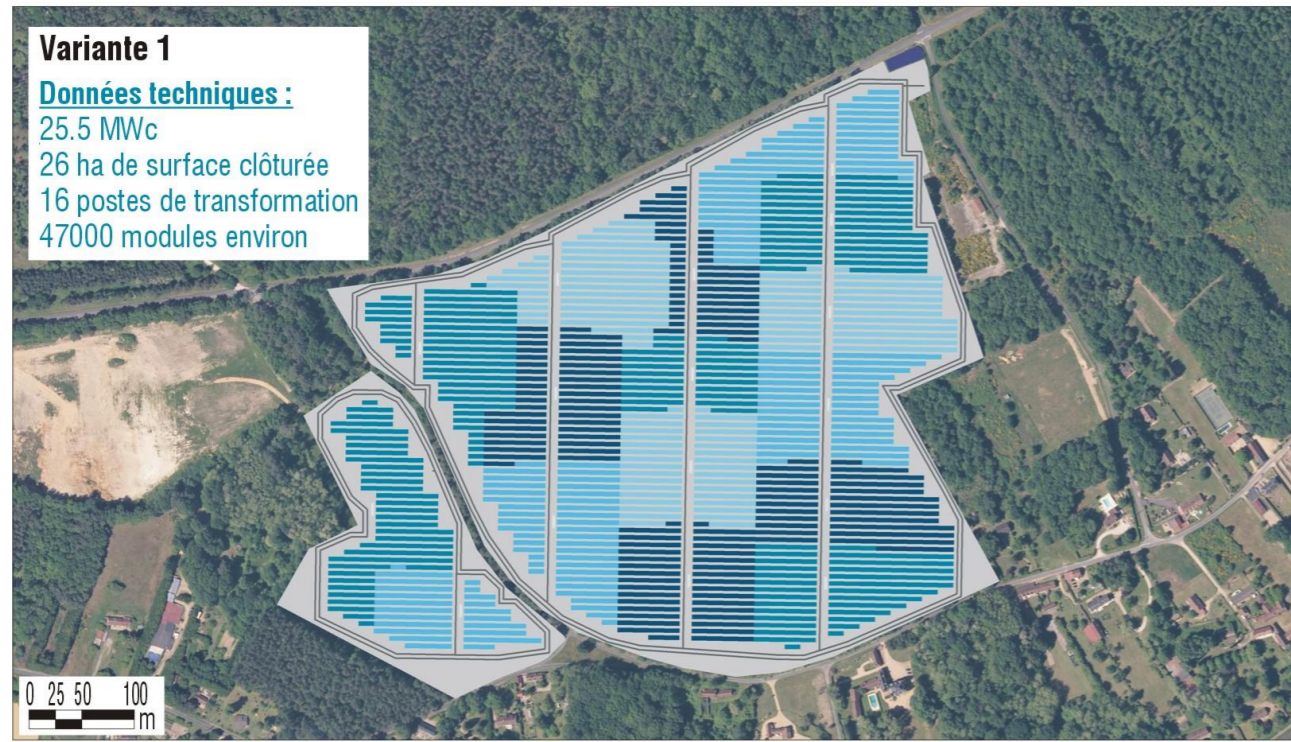 Variante 1
Données techniques :
25.5 MWc
26 ha de surface clôturée
16 postes de transformation
47000 modules environ
0 25 50 100
m